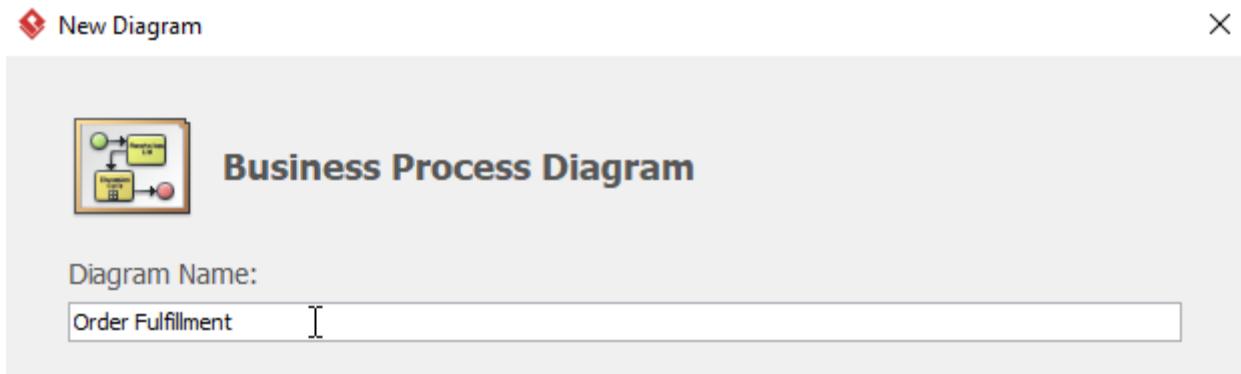 New Diagram
Business Process Diagram
Diagram Name:
Order Fulfillment